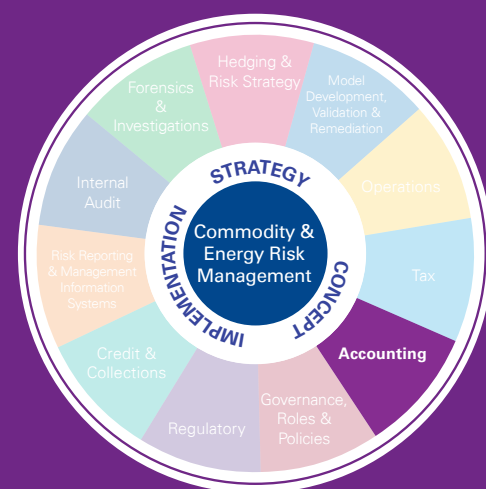 Hedging &
Risk Strategy
Model
Development,
Validation &
Remediation
Operations
Tax
Accounting
Governance,
Roles &
Policies
Regulatory
Credit &
Collections
Risk Reporting
& Management
Information
Systems
Internal
Audit
Forensics
&
Investigations
STRATEGY
CONCEPT
IMPLEMENTATION
Commodity &
Energy Risk
Management